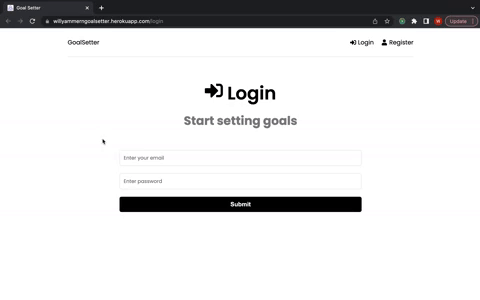 Goal Setter
willyammerngoalsetter.herokuapp.com/login
W
Update
GoalSetter
Login
Register
Login
Start setting goals
Enter your email
Enter password
Submit